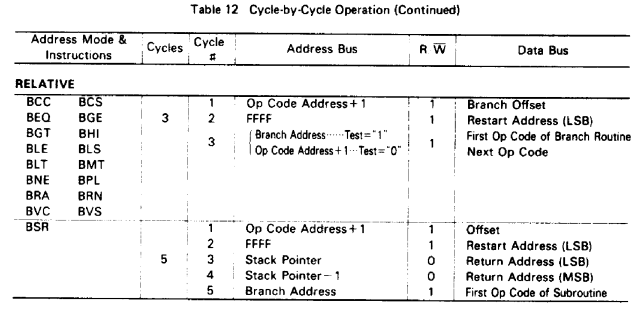 Table 12 Cycle-by-Cycle Operation (Continued)
Address Mode & Instructions Cycles Cycle # Address Bus R W̅ Data Bus
RELATIVE
BCC BCS 1 Op Code Address+1 1 Branch Offset
BEQ BGE 3 2 FFFF 1 Restart Address (LSB)
BGT BHI 3 Branch Address······Test="1" 1 First Op Code of Branch Routine
BLE BLS Op Code Address+1···Test="0" Next Op Code
BLT BMT
BNE BPL
BRA BRN
BVC BVS
BSR 1 Op Code Address+1 1 Offset
2 FFFF 1 Restart Address (LSB)
5 3 Stack Pointer 0 Return Address (LSB)
4 Stack Pointer−1 0 Return Address (MSB)
5 Branch Address 1 First Op Code of Subroutine